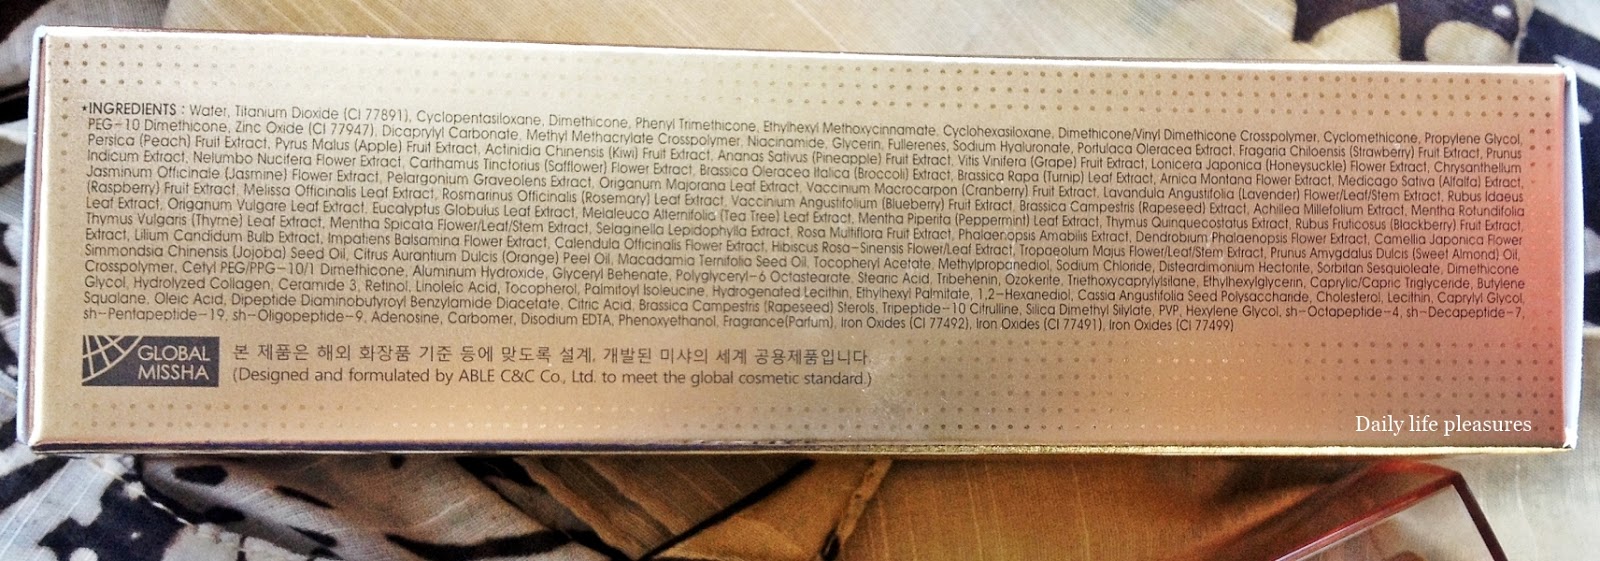 *INGREDIENTS : Water, Titanium Dioxide (CI 77891), Cyclopentasiloxane, Dimethicone, Phenyl Trimethicone, Ethylhexyl Methoxycinnamate, Cyclohexasiloxane, Dimethicone/Vinyl Dimethicone Crosspolymer, Cyclomethicone, Propylene Glycol,
PEG-10 Dimethicone, Zinc Oxide (CI 77947), Dicaprylyl Carbonate, Methyl Methacrylate Crosspolymer, Niacinamide, Glycerin, Fullerenes, Sodium Hyaluronate, Portulaca Oleracea Extract, Fragaria Chiloensis (Strawberry) Fruit Extract, Prunus
Persica (Peach) Fruit Extract, Pyrus Malus (Apple) Fruit Extract, Actinidia Chinensis (Kiwi) Fruit Extract, Ananas Sativus (Pineapple) Fruit Extract, Vitis Vinifera (Grape) Fruit Extract, Lonicera Japonica (Honeysuckle) Flower Extract, Chrysanthellum
Indicum Extract, Nelumbo Nucifera Flower Extract, Carthamus Tinctorius (Safflower) Flower Extract, Brassica Oleracea Italica (Broccoli) Extract, Brassica Rapa (Turnip) Leaf Extract, Arnica Montana Flower Extract, Medicago Sativa (Alfalfa) Extract,
Jasminum Officinale (Jasmine) Flower Extract, Pelargonium Graveolens Extract, Origanum Majorana Leaf Extract, Vaccinium Macrocarpon (Cranberry) Fruit Extract, Lavandula Angustifolia (Lavender) Flower/Leaf/Stem Extract, Rubus Idaeus
(Raspberry) Fruit Extract, Melissa Officinalis Leaf Extract, Rosmarinus Officinalis (Rosemary) Leaf Extract, Vaccinium Angustifolium (Blueberry) Fruit Extract, Brassica Campestris (Rapeseed) Extract, Achillea Millefolium Extract, Mentha Rotundifolia
Leaf Extract, Origanum Vulgare Leaf Extract, Eucalyptus Globulus Leaf Extract, Melaleuca Alternifolia (Tea Tree) Leaf Extract, Mentha Piperita (Peppermint) Leaf Extract, Thymus Quinquecostatus Extract, Rubus Fruticosus (Blackberry) Fruit Extract,
Thymus Vulgaris (Thyme) Leaf Extract, Mentha Spicata Flower/Leaf/Stem Extract, Selaginella Lepidophylla Extract, Rosa Multiflora Fruit Extract, Phalaenopsis Amabilis Extract, Dendrobium Phalaenopsis Flower Extract, Camellia Japonica Flower
Extract, Lilium Candidum Bulb Extract, Impatiens Balsamina Flower Extract, Calendula Officinalis Flower Extract, Hibiscus Rosa-Sinensis Flower/Leaf Extract, Tropaeolum Majus Flower/Leaf/Stem Extract, Prunus Amygdalus Dulcis (Sweet Almond) Oil,
Simmondsia Chinensis (Jojoba) Seed Oil, Citrus Aurantium Dulcis (Orange) Peel Oil, Macadamia Ternifolia Seed Oil, Tocopheryl Acetate, Methylpropanediol, Sodium Chloride, Disteardimonium Hectorite, Sorbitan Sesquioleate, Dimethicone
Crosspolymer, Cetyl PEG/PPG-10/1 Dimethicone, Aluminum Hydroxide, Glyceryl Behenate, Polyglyceryl-6 Octastearate, Stearic Acid, Tribehenin, Ozokerite, Triethoxycaprylylsilane, Ethylhexylglycerin, Caprylic/Capric Triglyceride, Butylene
Glycol, Hydrolyzed Collagen, Ceramide 3, Retinol, Linoleic Acid, Tocopherol, Palmitoyl Isoleucine, Hydrogenated Lecithin, Ethylhexyl Palmitate, 1,2-Hexanediol, Cassia Angustifolia Seed Polysaccharide, Cholesterol, Lecithin, Caprylyl Glycol,
Squalane, Oleic Acid, Dipeptide Diaminobutyroyl Benzylamide Diacetate, Citric Acid, Brassica Campestris (Rapeseed) Sterols, Tripeptide-10 Citrulline, Silica Dimethyl Silylate, PVP, Hexylene Glycol, sh-Octapeptide-4, sh-Decapeptide-7,
sh-Pentapeptide-19, sh-Oligopeptide-9, Adenosine, Carbomer, Disodium EDTA, Phenoxyethanol, Fragrance(Parfum), Iron Oxides (CI 77492), Iron Oxides (CI 77491), Iron Oxides (CI 77499)
GLOBAL
MISSHA
본 제품은 해외 화장품 기준 등에 맞도록 설계, 개발된 미샤의 세계 공용제품입니다.
(Designed and formulated by ABLE C&C Co., Ltd. to meet the global cosmetic standard.)
Daily life pleasures